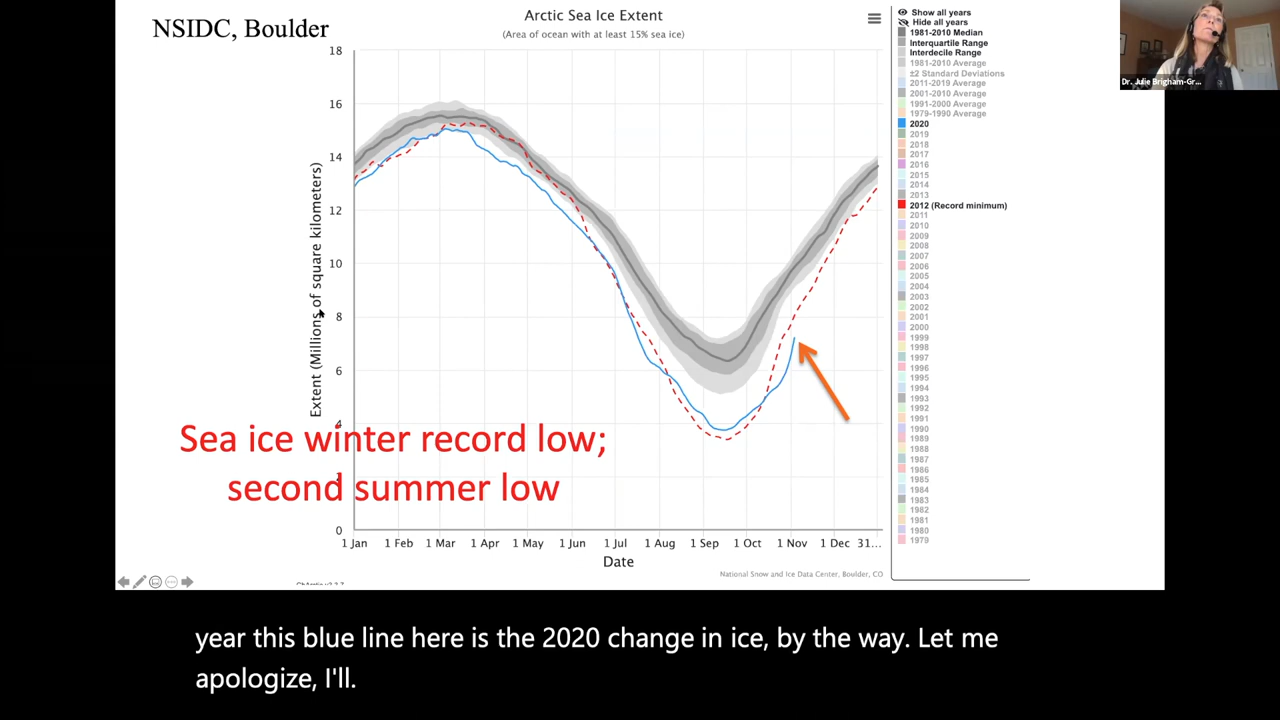 NSIDC, Boulder
Arctic Sea Ice Extent
(Area of ocean with at least 15% sea ice)
Extent (Millions of square kilometers)
18
16
14
12
10
8
6
4
0
1 Jan
1 Feb
1 Mar
1 Apr
1 May
1 Jun
1 Jul
1 Aug
1 Sep
1 Oct
1 Nov
1 Dec
31...
Date
National Snow and Ice Data Center, Boulder, CO
Sea ice winter record low;
second summer low
Show all years
Hide all years
1981-2010 Median
Interquartile Range
Interdecile Range
1981-2010 Average
±2 Standard Deviations
2011-2019 Average
2001-2010 Average
1991-2000 Average
1979-1990 Average
2020
2019
2018
2017
2016
2015
2014
2013
2012 (Record minimum)
2011
2010
2009
2008
2007
2006
2005
2004
2003
2002
2001
2000
1999
1998
1997
1996
1995
1994
1993
1992
1991
1990
1989
1988
1987
1986
1985
1984
1983
1982
1981
1980
1979
Dr. Julie Brigham-Gr...
year this blue line here is the 2020 change in ice, by the way. Let me
apologize, I'll.